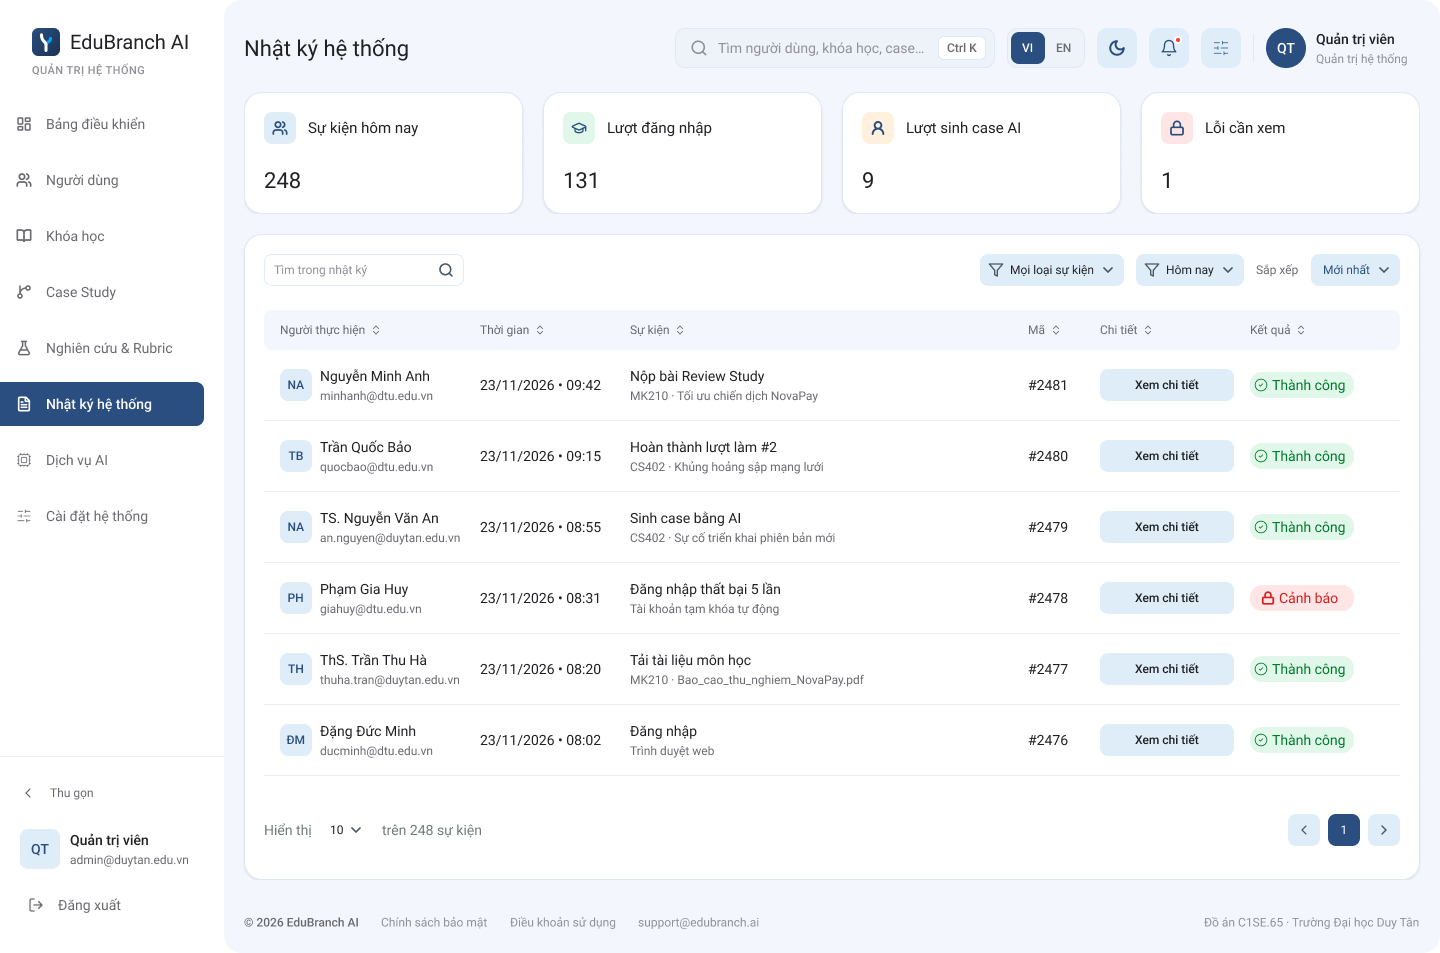 EduBranch AI
QUẢN TRỊ HỆ THỐNG
Bảng điều khiển
Người dùng
Khóa học
Case Study
Nghiên cứu & Rubric
Nhật ký hệ thống
Dịch vụ AI
Cài đặt hệ thống
Thu gọn
QT
Quản trị viên
admin@duytan.edu.vn
Đăng xuất
Nhật ký hệ thống
Tìm người dùng, khóa học, case...
Ctrl K
VI
EN
QT
Quản trị viên
Quản trị hệ thống
Sự kiện hôm nay
248
Lượt đăng nhập
131
Lượt sinh case AI
9
Lỗi cần xem
1
Tìm trong nhật ký
Mọi loại sự kiện
Hôm nay
Sắp xếp
Mới nhất
Người thực hiện
Thời gian
Sự kiện
Mã
Chi tiết
Kết quả
NA
Nguyễn Minh Anh
minhanh@dtu.edu.vn
23/11/2026 • 09:42
Nộp bài Review Study
MK210 · Tối ưu chiến dịch NovaPay
#2481
Xem chi tiết
Thành công
TB
Trần Quốc Bảo
quocbao@dtu.edu.vn
23/11/2026 • 09:15
Hoàn thành lượt làm #2
CS402 · Khủng hoảng sập mạng lưới
#2480
Xem chi tiết
Thành công
NA
TS. Nguyễn Văn An
an.nguyen@duytan.edu.vn
23/11/2026 • 08:55
Sinh case bằng AI
CS402 · Sự cố triển khai phiên bản mới
#2479
Xem chi tiết
Thành công
PH
Phạm Gia Huy
giahuy@dtu.edu.vn
23/11/2026 • 08:31
Đăng nhập thất bại 5 lần
Tài khoản tạm khóa tự động
#2478
Xem chi tiết
Cảnh báo
TH
ThS. Trần Thu Hà
thuha.tran@duytan.edu.vn
23/11/2026 • 08:20
Tải tài liệu môn học
MK210 · Bao_cao_thu_nghiem_NovaPay.pdf
#2477
Xem chi tiết
Thành công
ĐM
Đặng Đức Minh
ducminh@dtu.edu.vn
23/11/2026 • 08:02
Đăng nhập
Trình duyệt web
#2476
Xem chi tiết
Thành công
Hiển thị
10
trên 248 sự kiện
1
© 2026 EduBranch AI
Chính sách bảo mật
Điều khoản sử dụng
support@edubranch.ai
Đồ án C1SE.65 · Trường Đại học Duy Tân